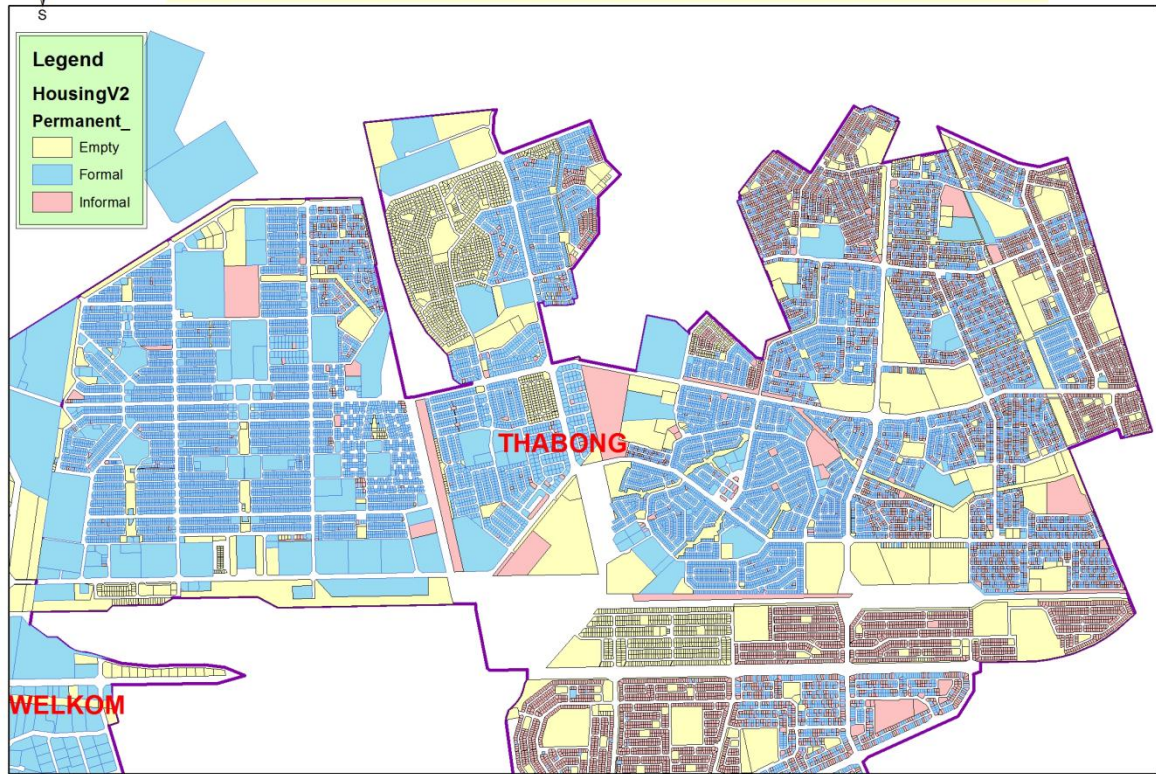 S
Legend
HousingV2
Permanent_
Empty
Formal
Informal
THABONG
WELKOM